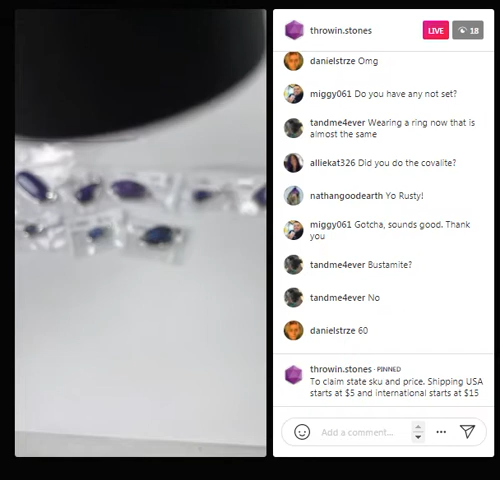 throwin.stones
LIVE
18
danielstrze Omg
miggy061 Do you have any not set?
tandme4ever Wearing a ring now that is
almost the same
alliekat326 Did you do the covalite?
nathangoodearth Yo Rusty!
miggy061 Gotcha, sounds good. Thank
you
tandme4ever Bustamite?
tandme4ever No
danielstrze 60
throwin.stones · PINNED
To claim state sku and price. Shipping USA
starts at $5 and international starts at $15
Add a comment...